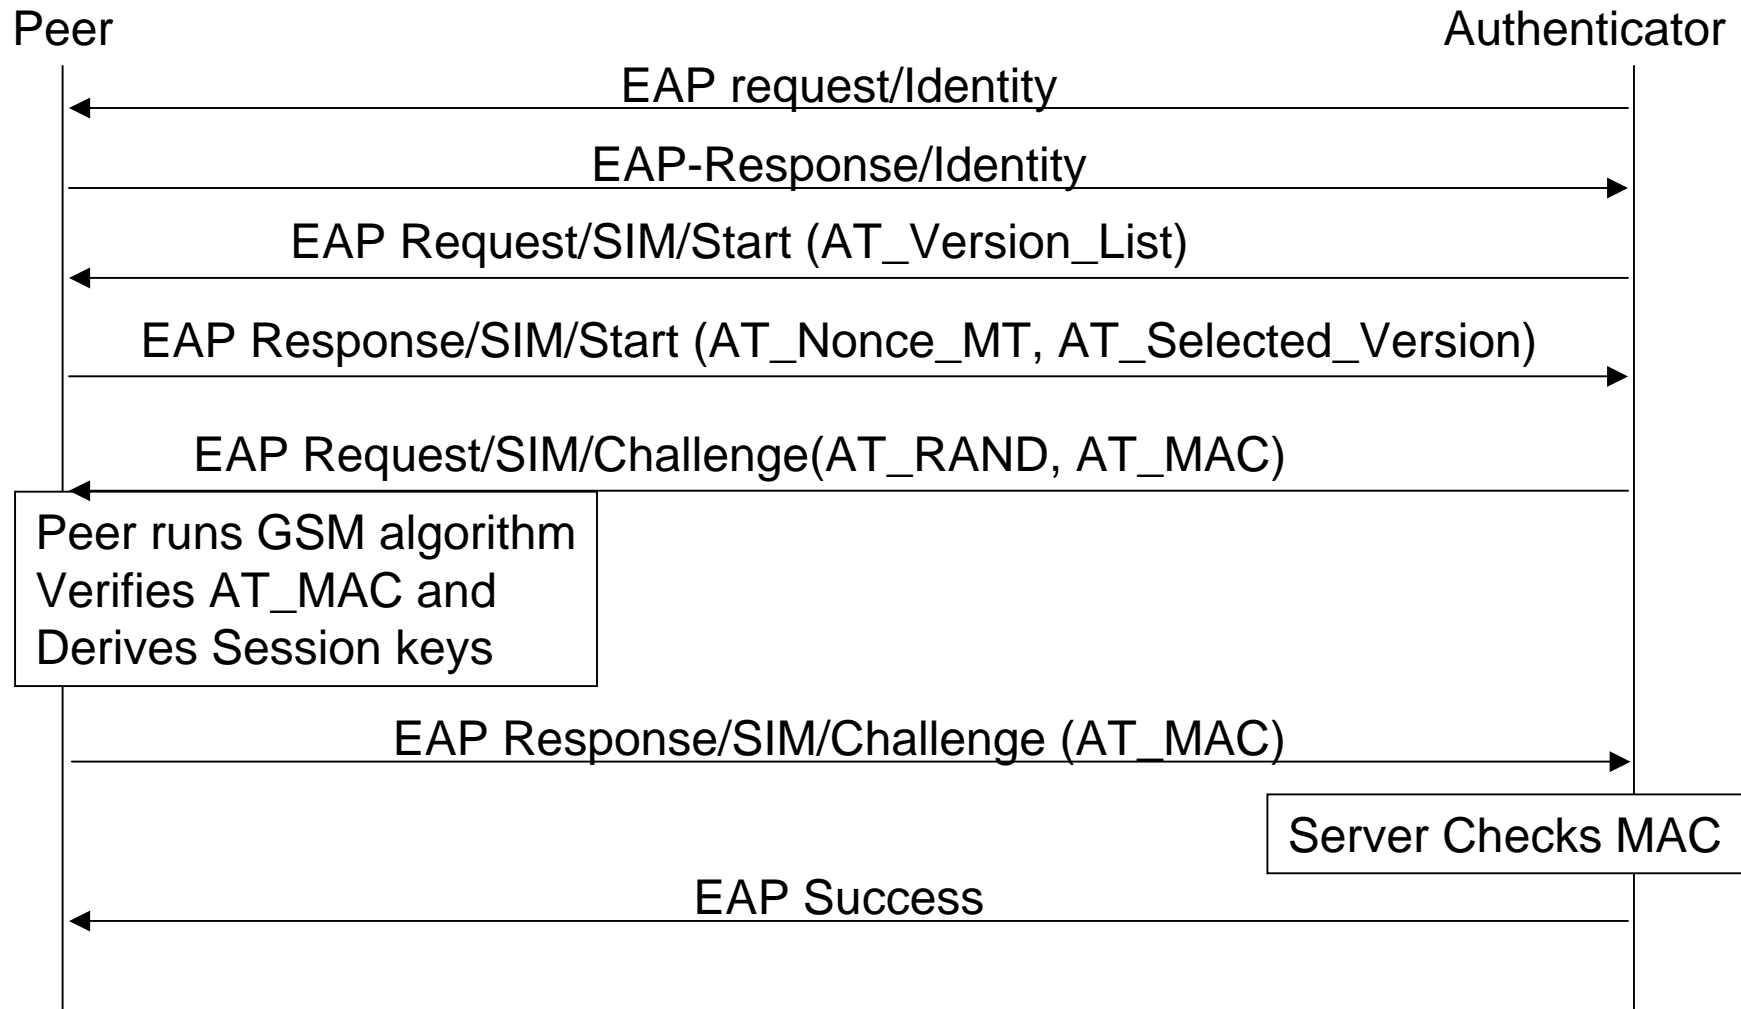 Peer
Authenticator
EAP request/Identity
EAP-Response/Identity
EAP Request/SIM/Start (AT_Version_List)
EAP Response/SIM/Start (AT_Nonce_MT, AT_Selected_Version)
EAP Request/SIM/Challenge(AT_RAND, AT_MAC)
Peer runs GSM algorithm
Verifies AT_MAC and
Derives Session keys
EAP Response/SIM/Challenge (AT_MAC)
Server Checks MAC
EAP Success